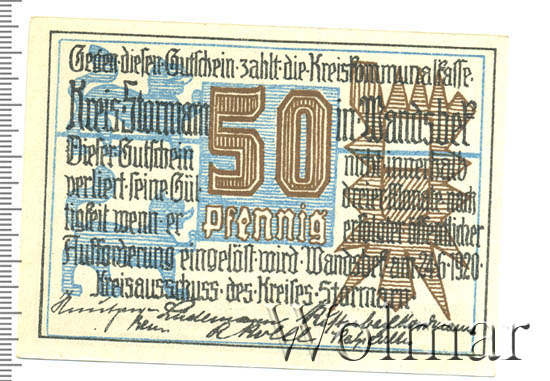 Gegen diesen Gutschein zahlt die Kreiskommunalkasse
Kreis Stormarn 50 in Wandsbek
Dieser Gutschein nicht innerhalb
verliert seine Gül dreier Monate nach
tigkeit wenn er Pfennig erfolgter öffentlicher
Aufforderung eingelöst wird. Wandsbek am 24.6.1920.
Kreisausschuss des Kreises Stormarn
Wolmar